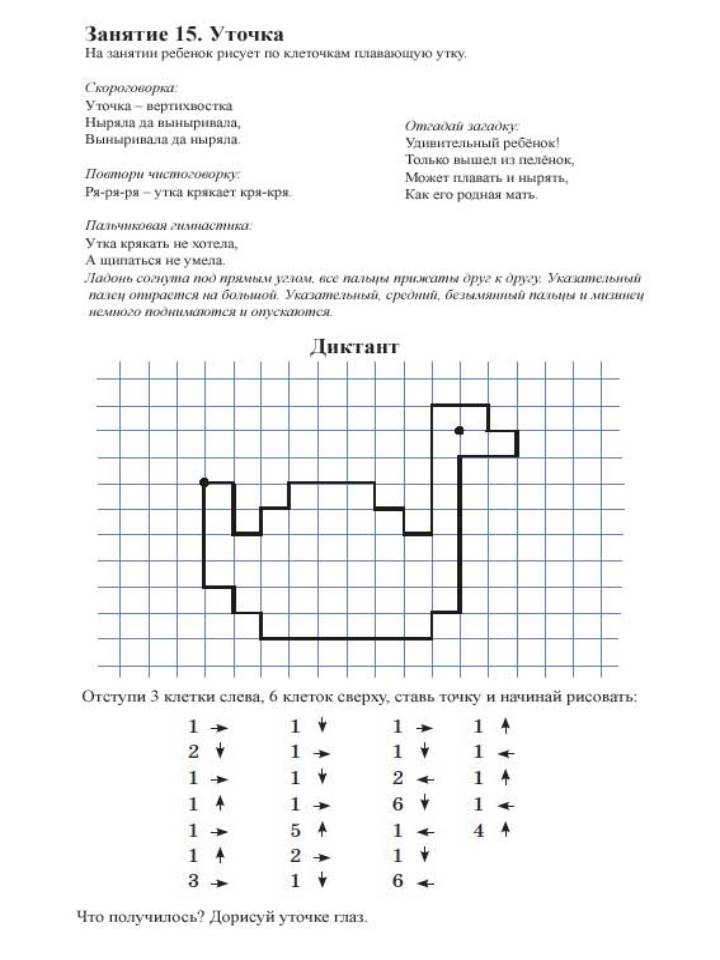 Занятие 15. Уточка
На занятии ребенок рисует по клеточкам плавающую утку.
Скороговорка:
Уточка – вертихвостка
Ныряла да выныривала,
Выныривала да ныряла.
Повтори чистоговорку:
Ря-ря-ря – утка крякает кря-кря.
Отгадай загадку:
Удивительный ребёнок!
Только вышел из пелёнок,
Может плавать и нырять,
Как его родная мать.
Пальчиковая гимнастика:
Утка крякать не хотела,
А щипаться не умела.
Ладонь согнута под прямым углом, все пальцы прижаты друг к другу. Указательный
палец опирается на большой. Указательный, средний, безымянный пальцы и мизинец
немного поднимаются и опускаются.
Диктант
Отступи 3 клетки слева, 6 клеток сверху, ставь точку и начинай рисовать:
1 → 1 ↓ 1 → 1 ↑
2 ↓ 1 → 1 ↓ 1 ←
1 → 1 ↓ 2 ← 1 ↑
1 ↑ 1 → 6 ↓ 1 ←
1 → 5 ↑ 1 ← 4 ↑
1 ↑ 2 → 1 ↓
3 → 1 ↓ 6 ←
Что получилось? Дорисуй уточке глаз.